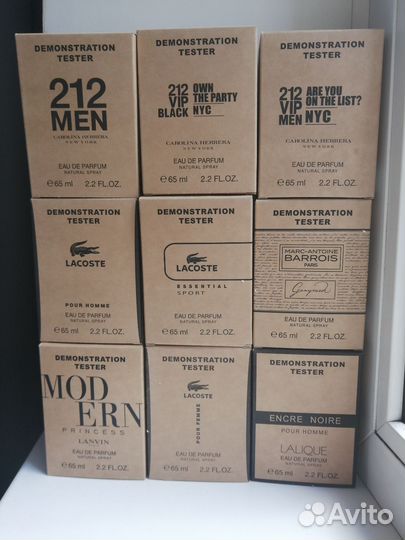 DEMONSTRATION
TESTER
212
MEN
CAROLINA HERRERA
NEW YORK
EAU DE PARFUM
NATURAL SPRAY
℮ 65 ml 2.2 FL.OZ.
DEMONSTRATION
TESTER
212 OWN
VIP THE PARTY
BLACK NYC
CAROLINA HERRERA
NEW YORK
EAU DE PARFUM
NATURAL SPRAY
℮ 65 ml 2.2 FL.OZ.
DEMONSTRATION
TESTER
212 ARE YOU
VIP ON THE LIST?
MEN NYC
CAROLINA HERRERA
NEW YORK
EAU DE PARFUM
NATURAL SPRAY
℮ 65 ml 2.2 FL.OZ.
DEMONSTRATION
TESTER
LACOSTE
POUR HOMME
EAU DE PARFUM
NATURAL SPRAY
℮ 65 ml 2.2 FL.OZ.
DEMONSTRATION
TESTER
LACOSTE
ESSENTIAL
SPORT
EAU DE PARFUM
NATURAL SPRAY
℮ 65 ml 2.2 FL.OZ.
DEMONSTRATION
TESTER
MARC-ANTOINE
BARROIS
PARIS
EAU DE PARFUM
NATURAL SPRAY
℮ 65 ml 2.2 FL.OZ.
DEMONSTRATION
TESTER
MOD
ERN
PRINCESS
LANVIN
EAU DE PARFUM
NATURAL SPRAY
℮ 65 ml 2.2 FL.OZ.
DEMONSTRATION
TESTER
LACOSTE
POUR FEMME
EAU DE PARFUM
NATURAL SPRAY
℮ 65 ml 2.2 FL.OZ.
DEMONSTRATION
TESTER
ENCRE NOIRE
POUR HOMME
LALIQUE
EAU DE PARFUM
NATURAL SPRAY
℮ 65 ml 2.2 FL.OZ.
Avito